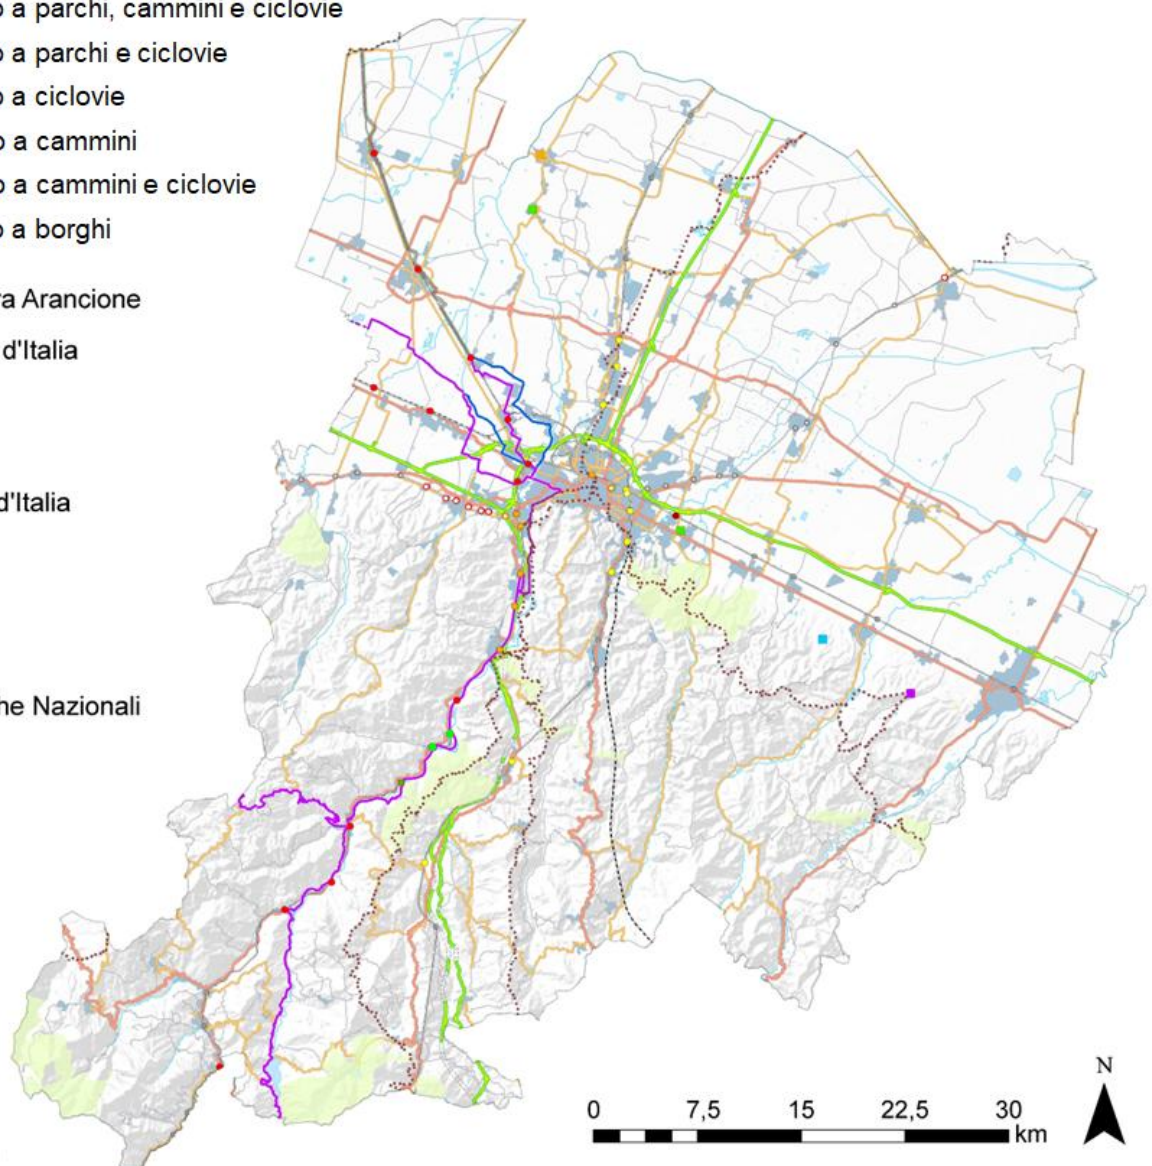 o a parchi, cammini e ciclovie
o a parchi e ciclovie
o a ciclovie
o a cammini
o a cammini e ciclovie
o a borghi
a Arancione
d'Italia
d'Italia
he Nazionali
N
0 7,5 15 22,5 30
km